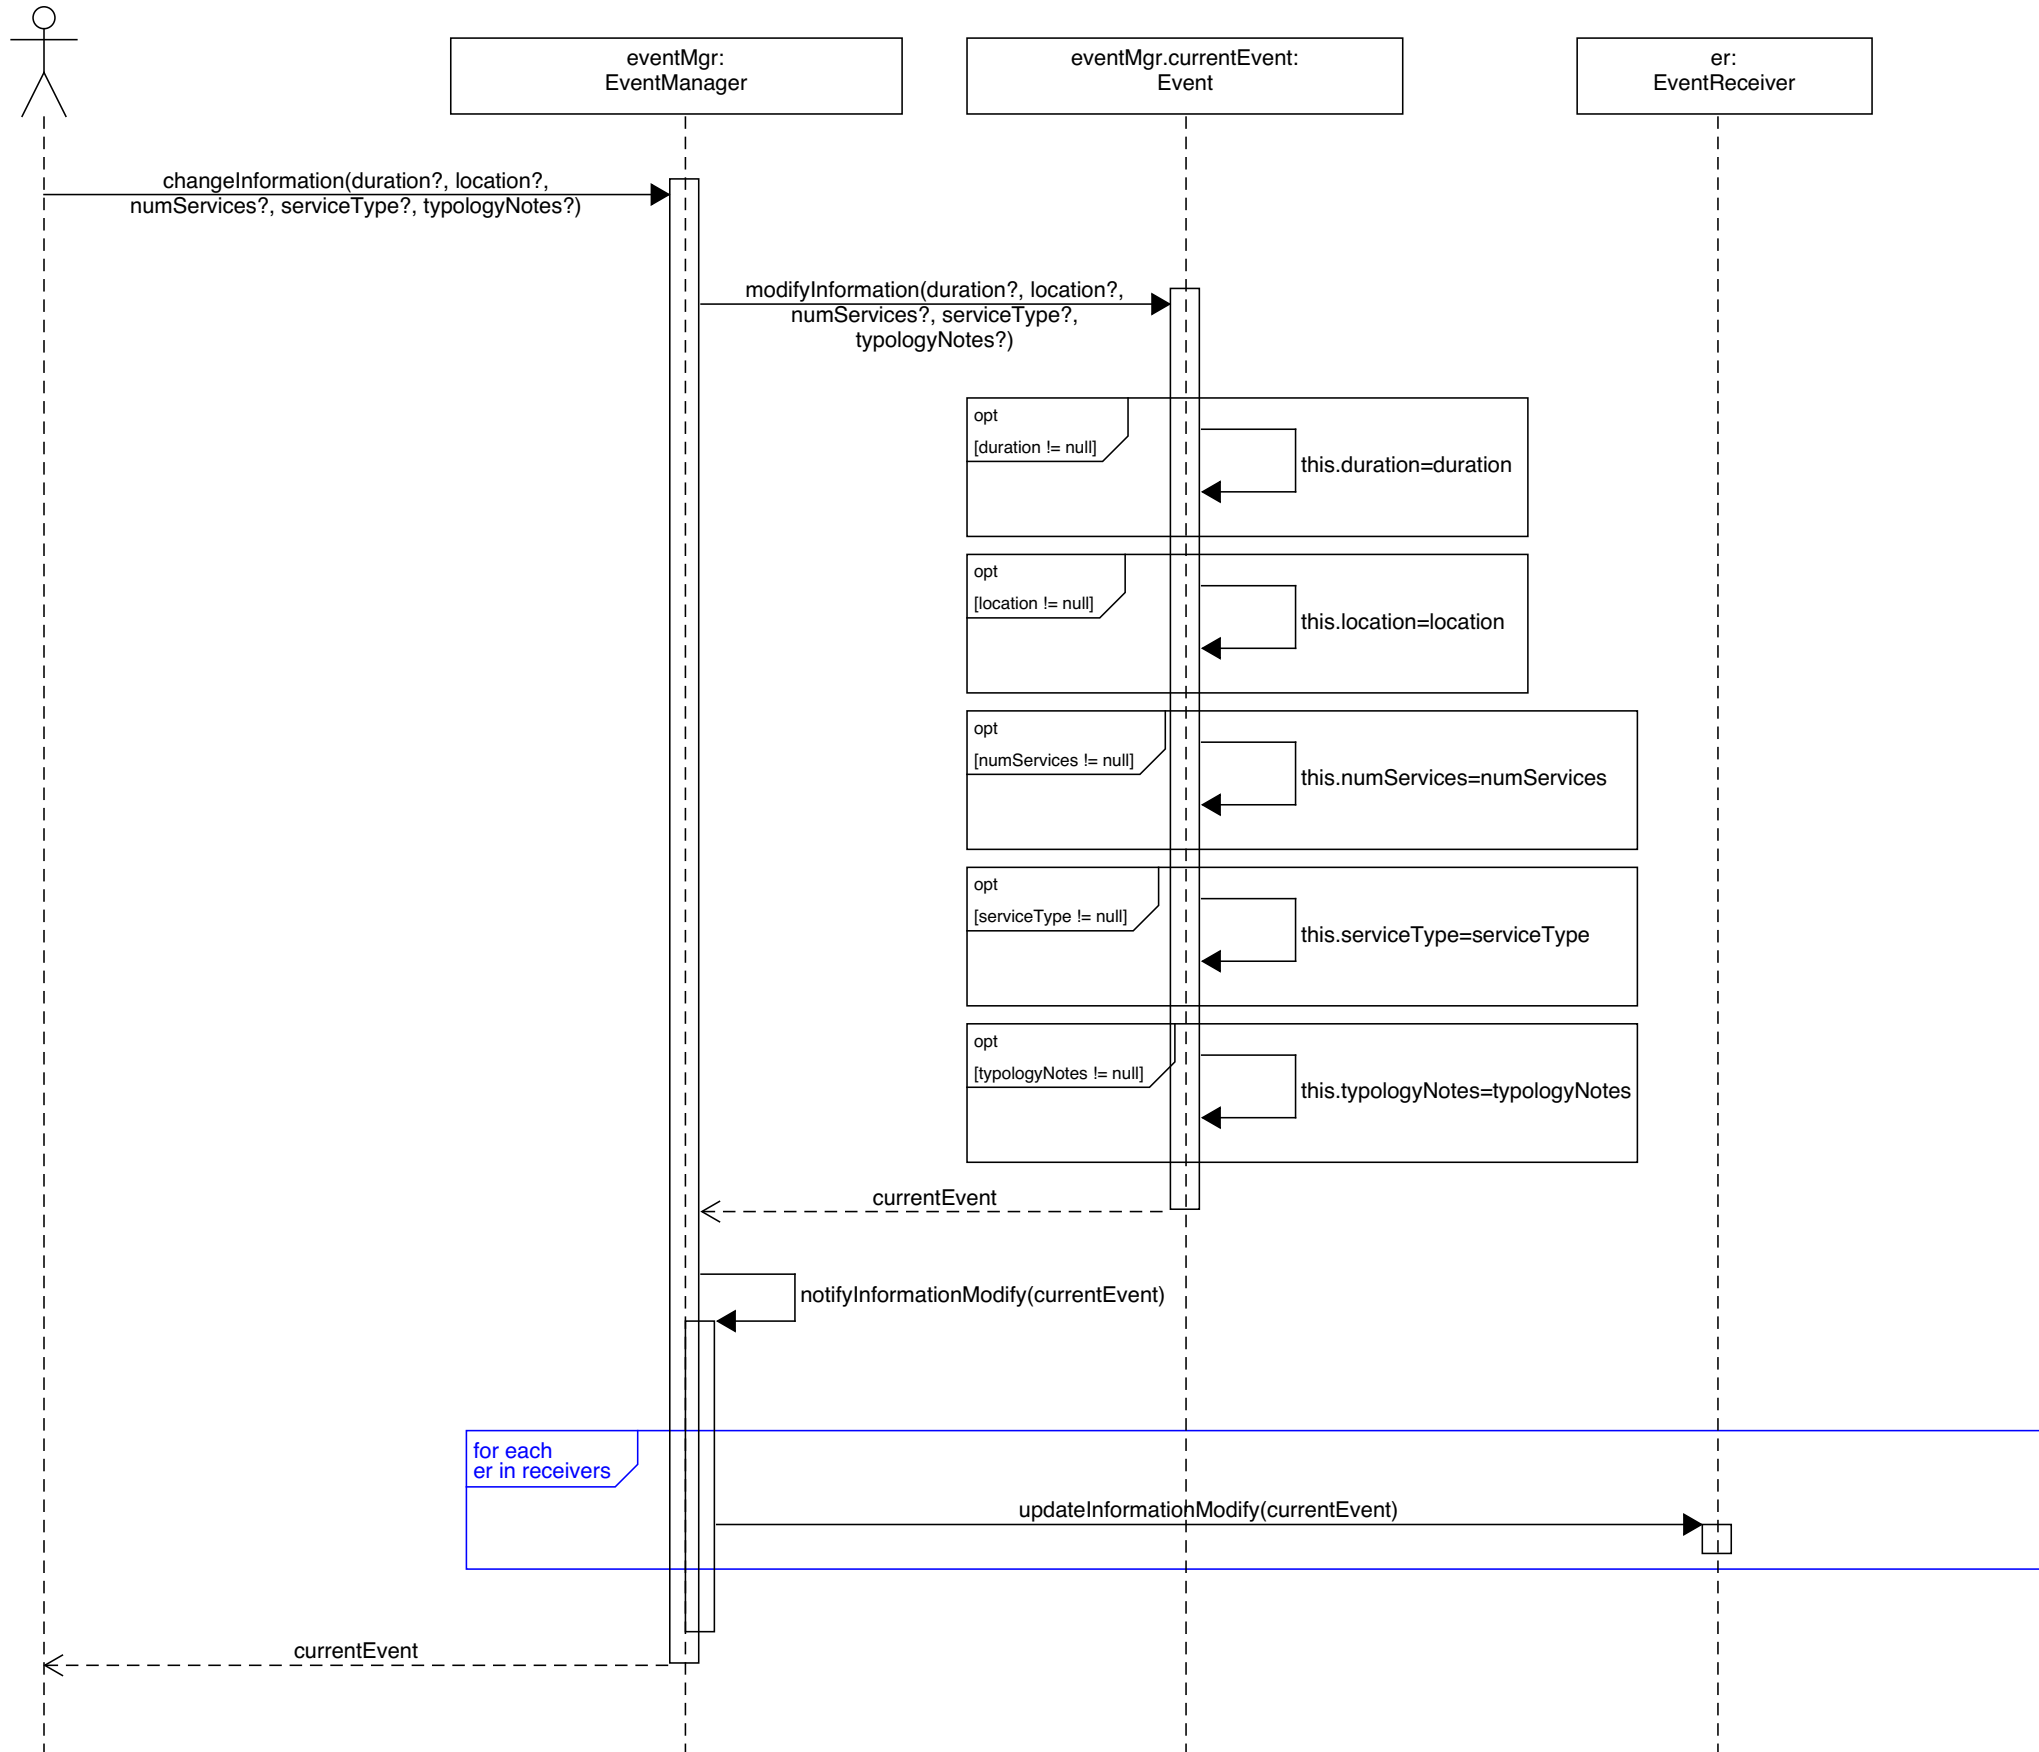 eventMgr:
EventManager
eventMgr.currentEvent:
Event
er:
EventReceiver
changeInformation(duration?, location?,
numServices?, serviceType?, typologyNotes?)
modifyInformation(duration?, location?,
numServices?, serviceType?,
typologyNotes?)
opt
[duration != null]
this.duration=duration
opt
[location != null]
this.location=location
opt
[numServices != null]
this.numServices=numServices
opt
[serviceType != null]
this.serviceType=serviceType
opt
[typologyNotes != null]
this.typologyNotes=typologyNotes
currentEvent
notifyInformationModify(currentEvent)
for each
er in receivers
updateInformationModify(currentEvent)
currentEvent